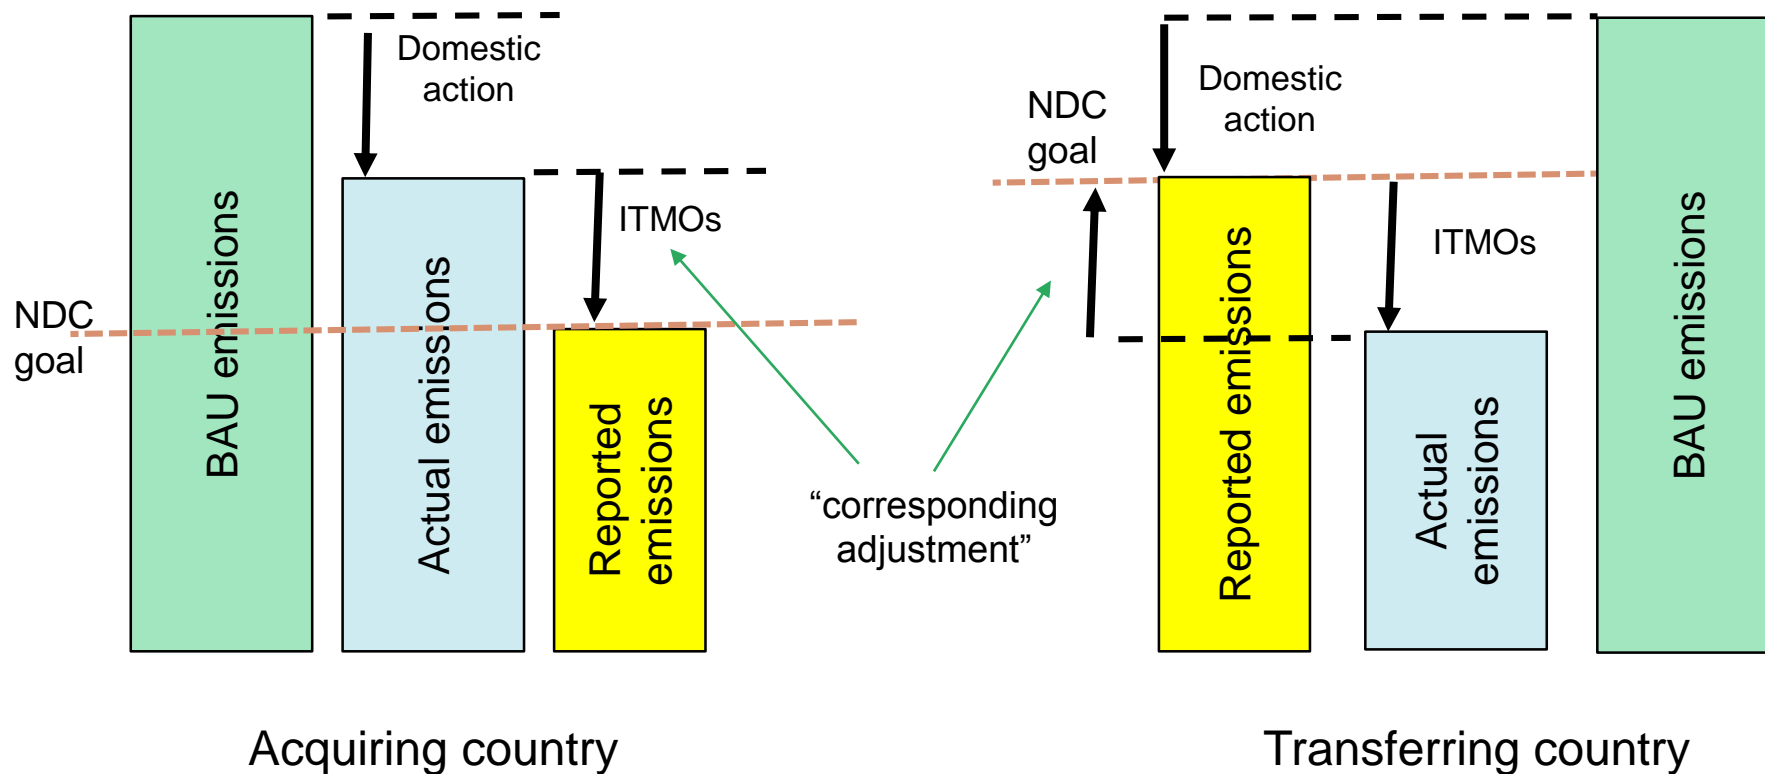 Domestic
action
ITMOs
NDC
goal
BAU emissions
Actual emissions
Reported
emissions
“corresponding
adjustment”
NDC
goal
Domestic
action
ITMOs
Reported emissions
Actual
emissions
BAU emissions
Acquiring country
Transferring country